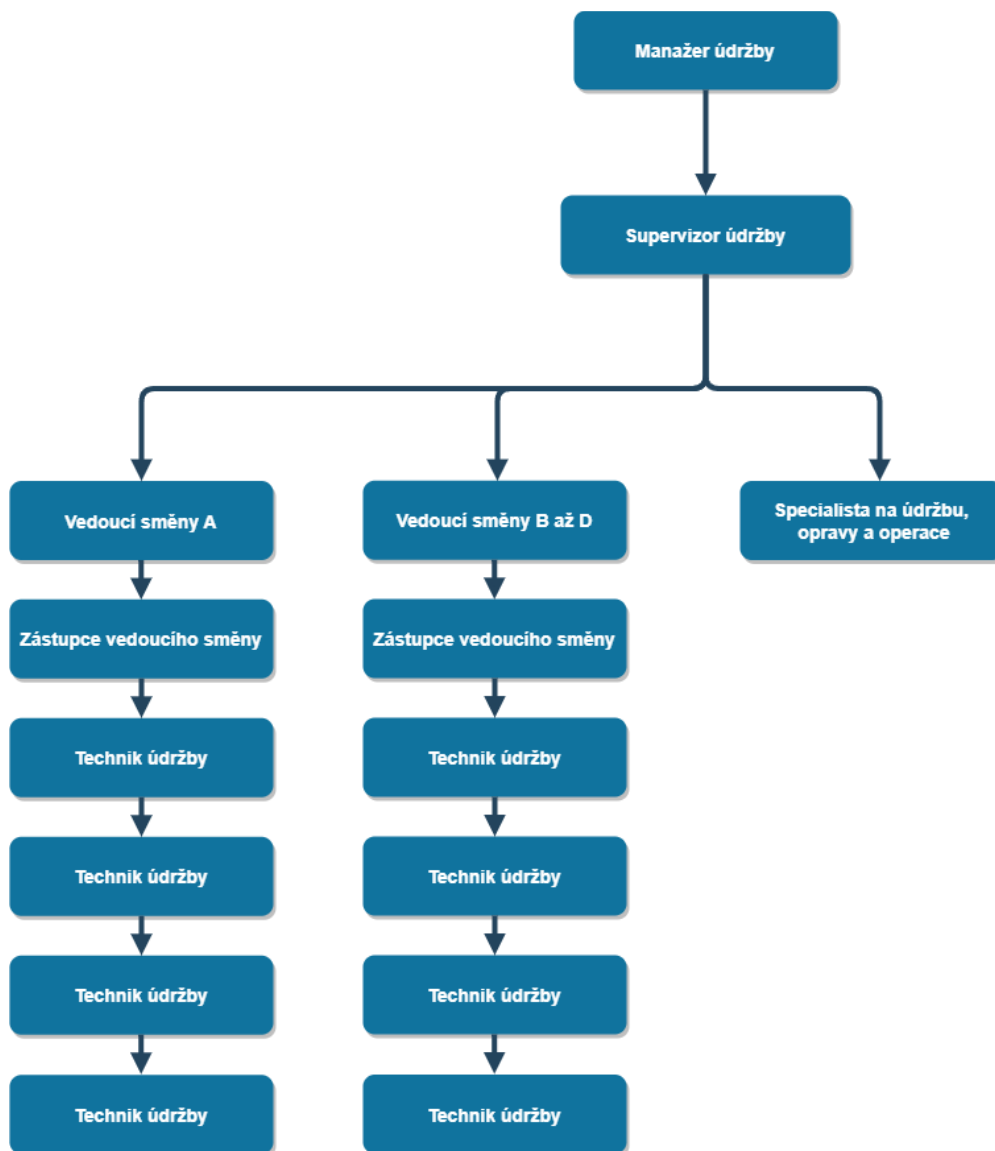 Manažer údržby
Supervizor údržby
Vedoucí směny A
Vedoucí směny B až D
Specialista na údržbu,
opravy a operace
Zástupce vedoucího směny
Zástupce vedoucího směny
Technik údržby
Technik údržby
Technik údržby
Technik údržby
Technik údržby
Technik údržby
Technik údržby
Technik údržby